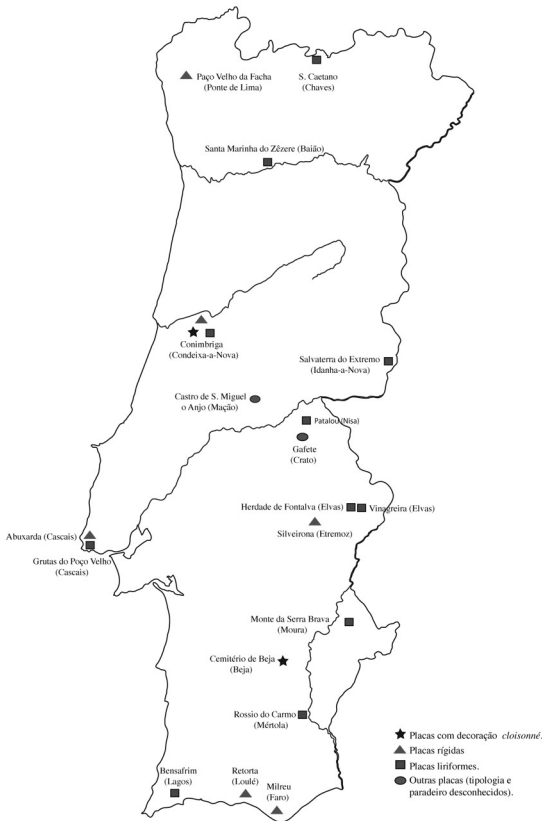 Paço Velho da Facha
(Ponte de Lima)
S. Caetano
(Chaves)
Santa Marinha do Zêzere (Baião)
Conimbriga
(Condeixa-a-Nova)
Salvaterra do Extremo
(Idanha-a-Nova)
Castro de S. Miguel
o Anjo (Mação)
Patalou (Nisa)
Gafete
(Crato)
Herdade de Fontalva (Elvas)
Vinagreira (Elvas)
Silveirona (Etremoz)
Abuxarda (Cascais)
Grutas do Poço Velho
(Cascais)
Monte da Serra Brava
(Moura)
Cemitério de Beja
(Beja)
Rossio do Carmo
(Mértola)
Bensafrim
(Lagos)
Retorta
(Loulé)
Milreu
(Faro)
Placas com decoração cloisonné.
Placas rígidas
Placas liriformes.
Outras placas (tipologia e
paradeiro desconhecidos).